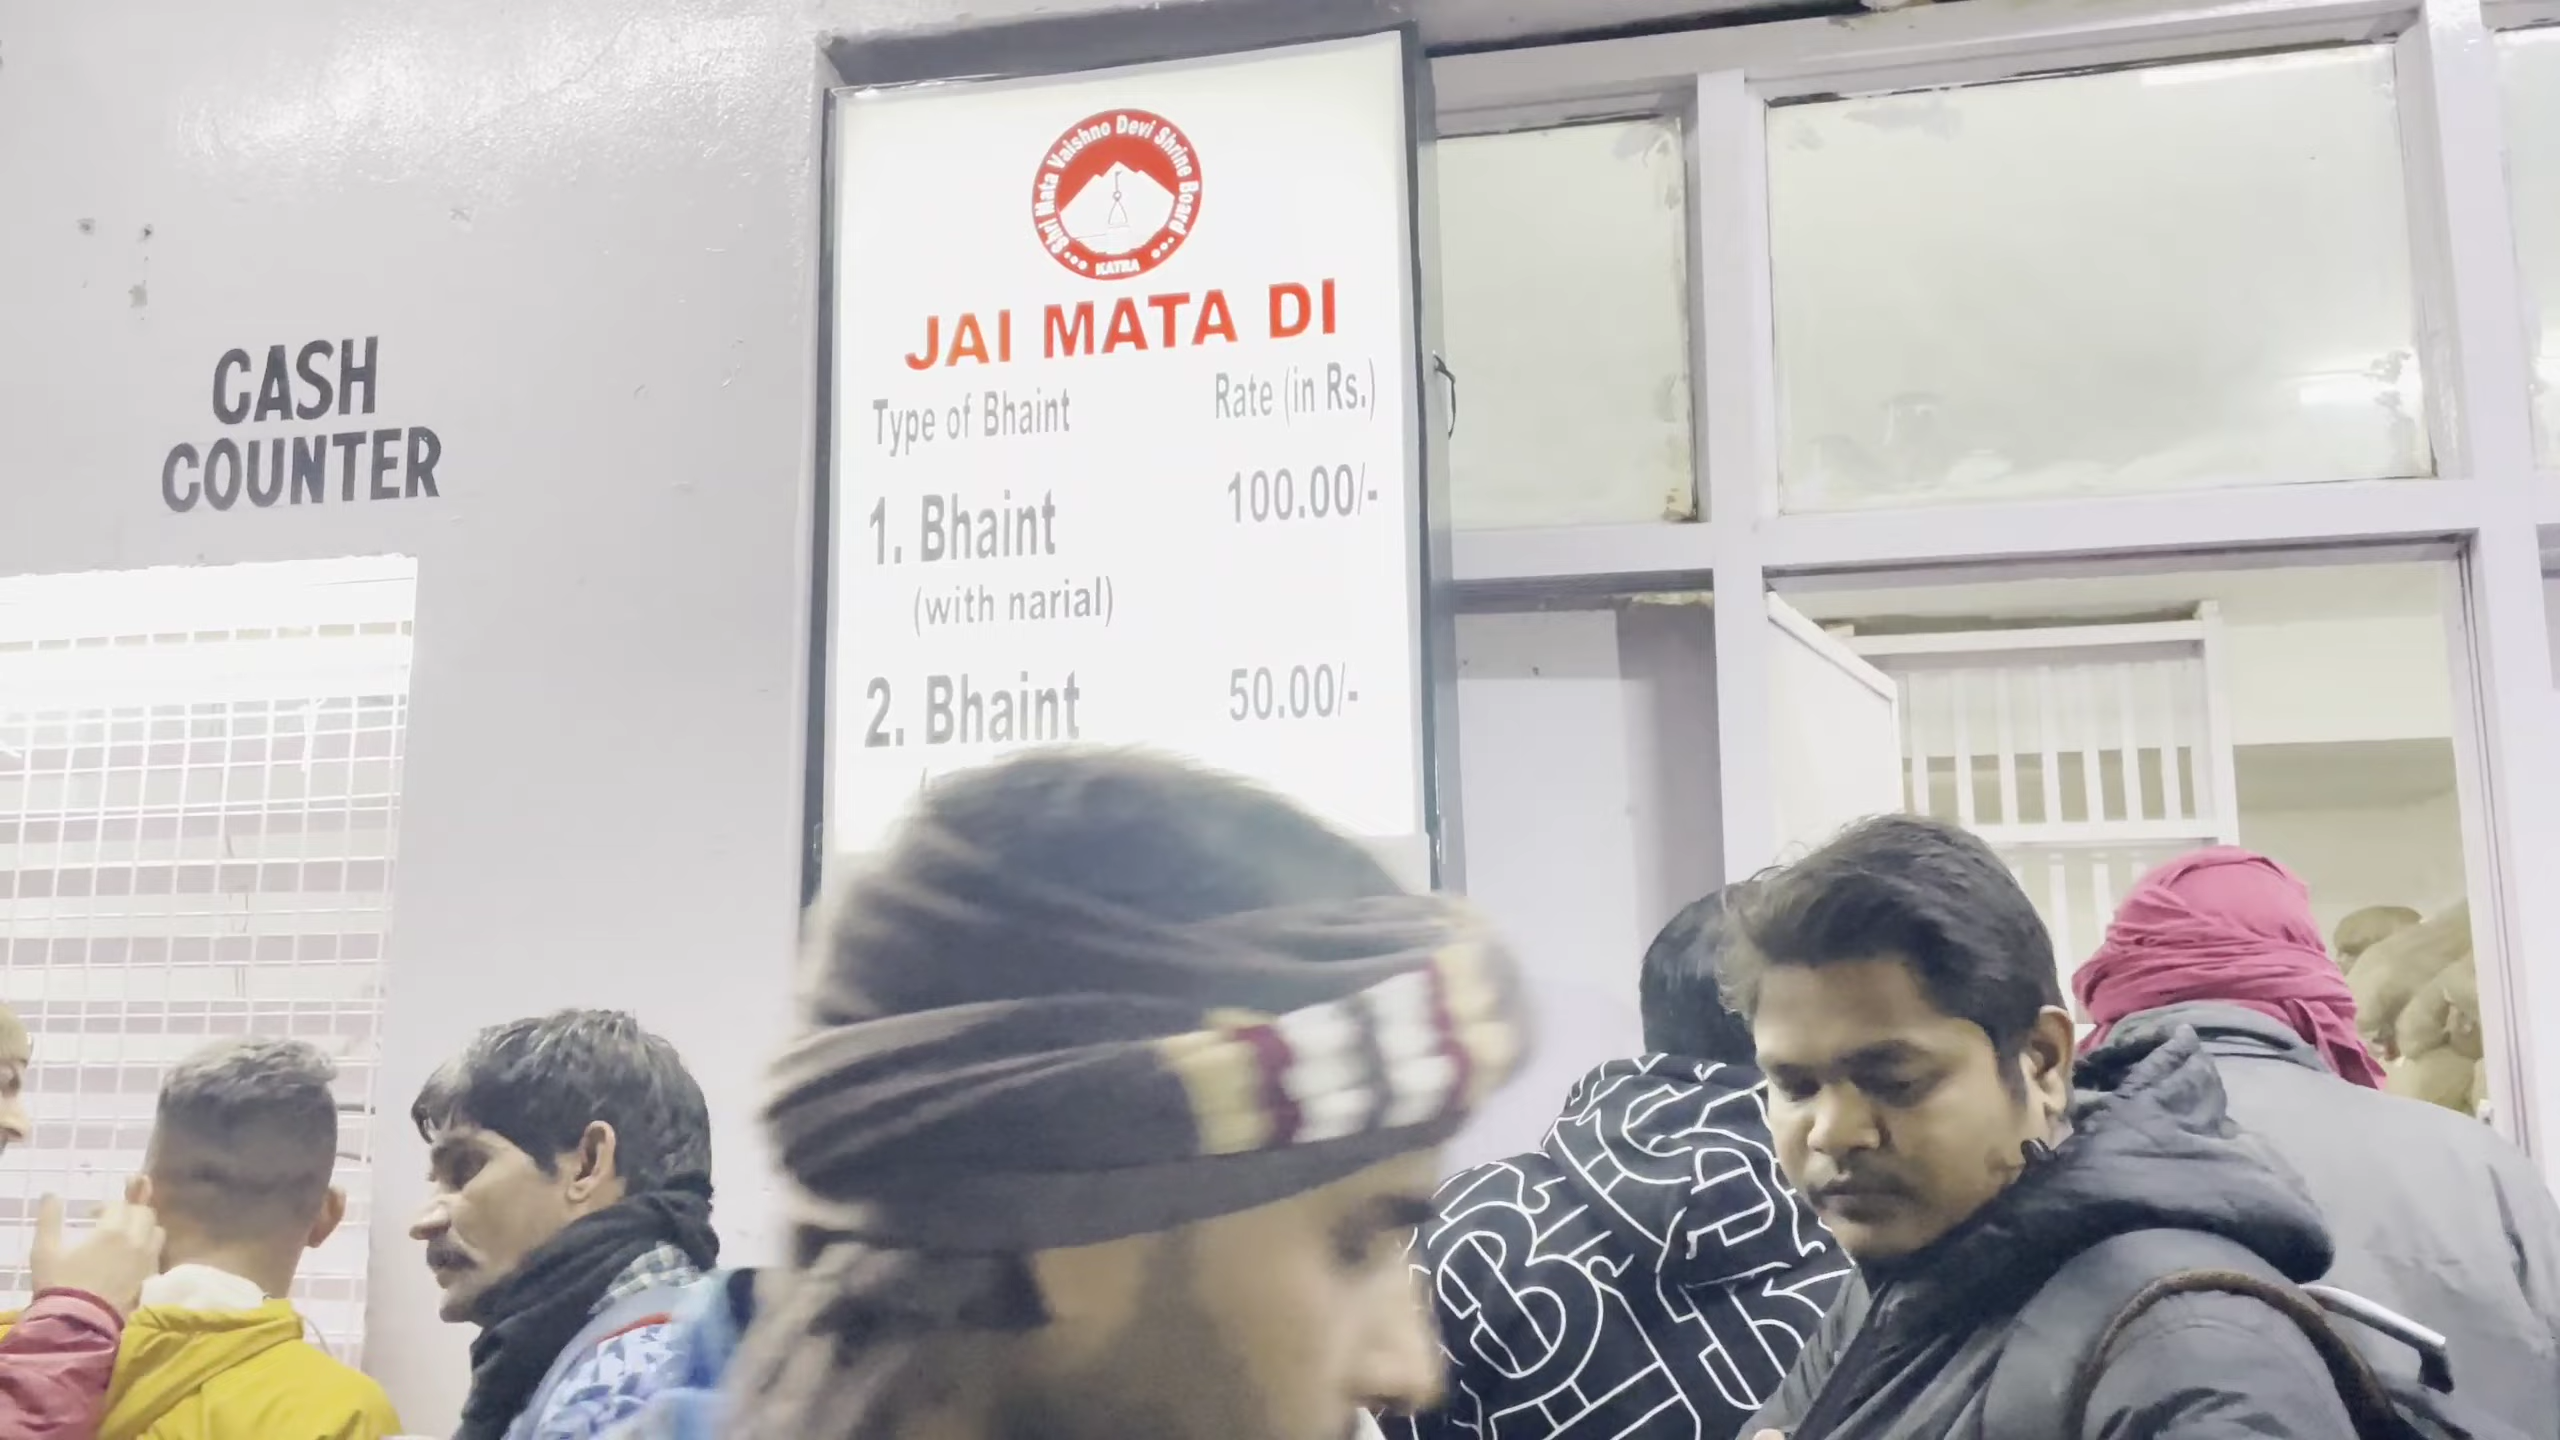 Shri Mata Vaishno Devi Shrine Board
KATRA
JAI MATA DI
CASH
COUNTER
Type of Bhaint Rate (in Rs.)
1. Bhaint 100.00/-
(with narial)
2. Bhaint 50.00/-